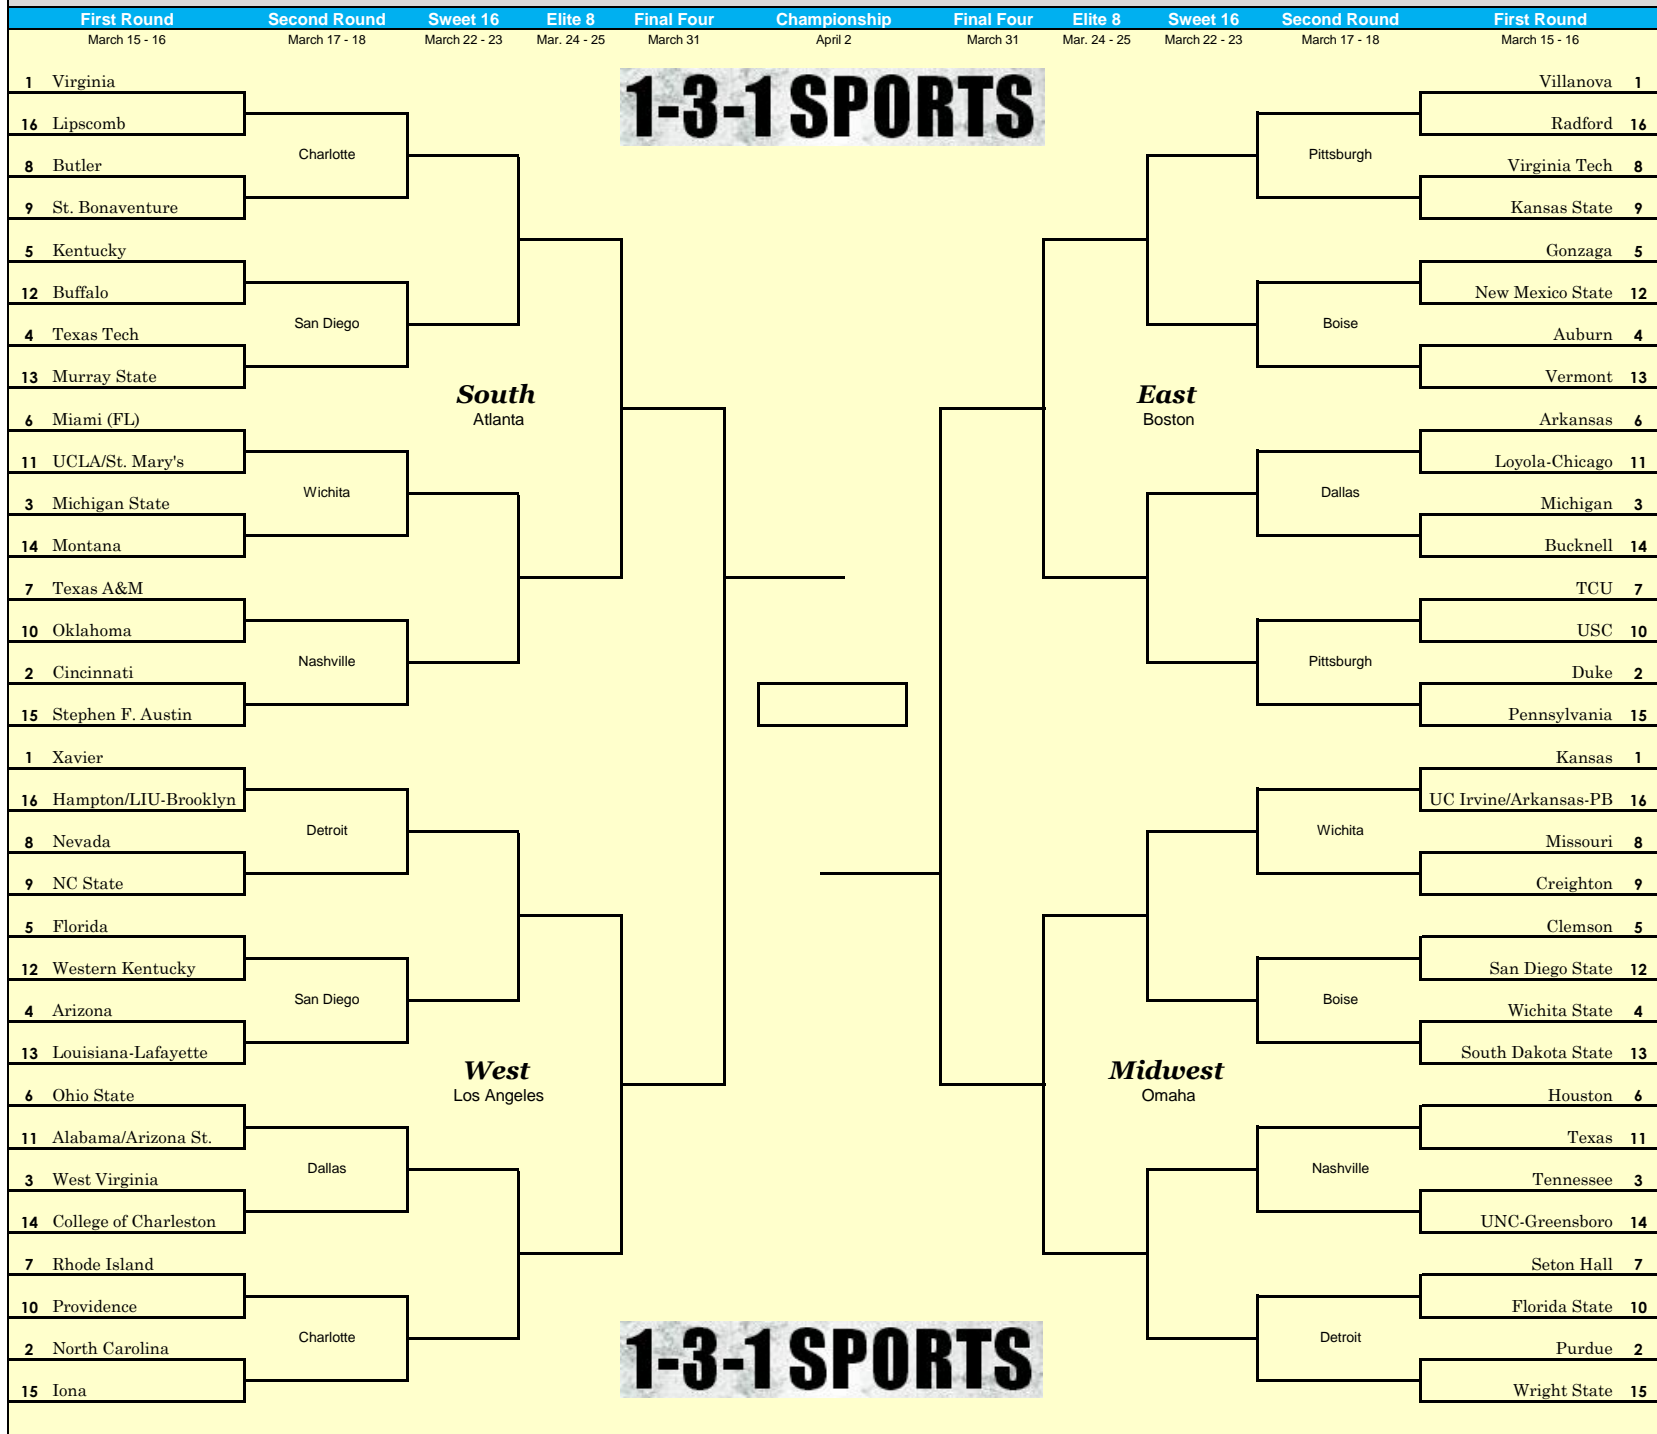 First Round Second Round Sweet 16 Elite 8 Final Four Championship Final Four Elite 8 Sweet 16 Second Round First Round
March 15 - 16 March 17 - 18 March 22 - 23 Mar. 24 - 25 March 31 April 2 March 31 Mar. 24 - 25 March 22 - 23 March 17 - 18 March 15 - 16
1-3-1 SPORTS
1 Virginia
16 Lipscomb
Charlotte
8 Butler
9 St. Bonaventure
5 Kentucky
12 Buffalo
San Diego
4 Texas Tech
13 Murray State
South
Atlanta
6 Miami (FL)
11 UCLA/St. Mary's
Wichita
3 Michigan State
14 Montana
7 Texas A&M
10 Oklahoma
Nashville
2 Cincinnati
15 Stephen F. Austin
1 Xavier
16 Hampton/LIU-Brooklyn
Detroit
8 Nevada
9 NC State
5 Florida
12 Western Kentucky
San Diego
4 Arizona
13 Louisiana-Lafayette
West
Los Angeles
6 Ohio State
11 Alabama/Arizona St.
Dallas
3 West Virginia
14 College of Charleston
7 Rhode Island
10 Providence
Charlotte
2 North Carolina
15 Iona
Villanova 1
Radford 16
Pittsburgh
Virginia Tech 8
Kansas State 9
Gonzaga 5
New Mexico State 12
Boise
Auburn 4
Vermont 13
East
Boston
Arkansas 6
Loyola-Chicago 11
Dallas
Michigan 3
Bucknell 14
TCU 7
USC 10
Pittsburgh
Duke 2
Pennsylvania 15
Kansas 1
UC Irvine/Arkansas-PB 16
Wichita
Missouri 8
Creighton 9
Clemson 5
San Diego State 12
Boise
Wichita State 4
South Dakota State 13
Midwest
Omaha
Houston 6
Texas 11
Nashville
Tennessee 3
UNC-Greensboro 14
Seton Hall 7
Florida State 10
Detroit
Purdue 2
Wright State 15
1-3-1 SPORTS